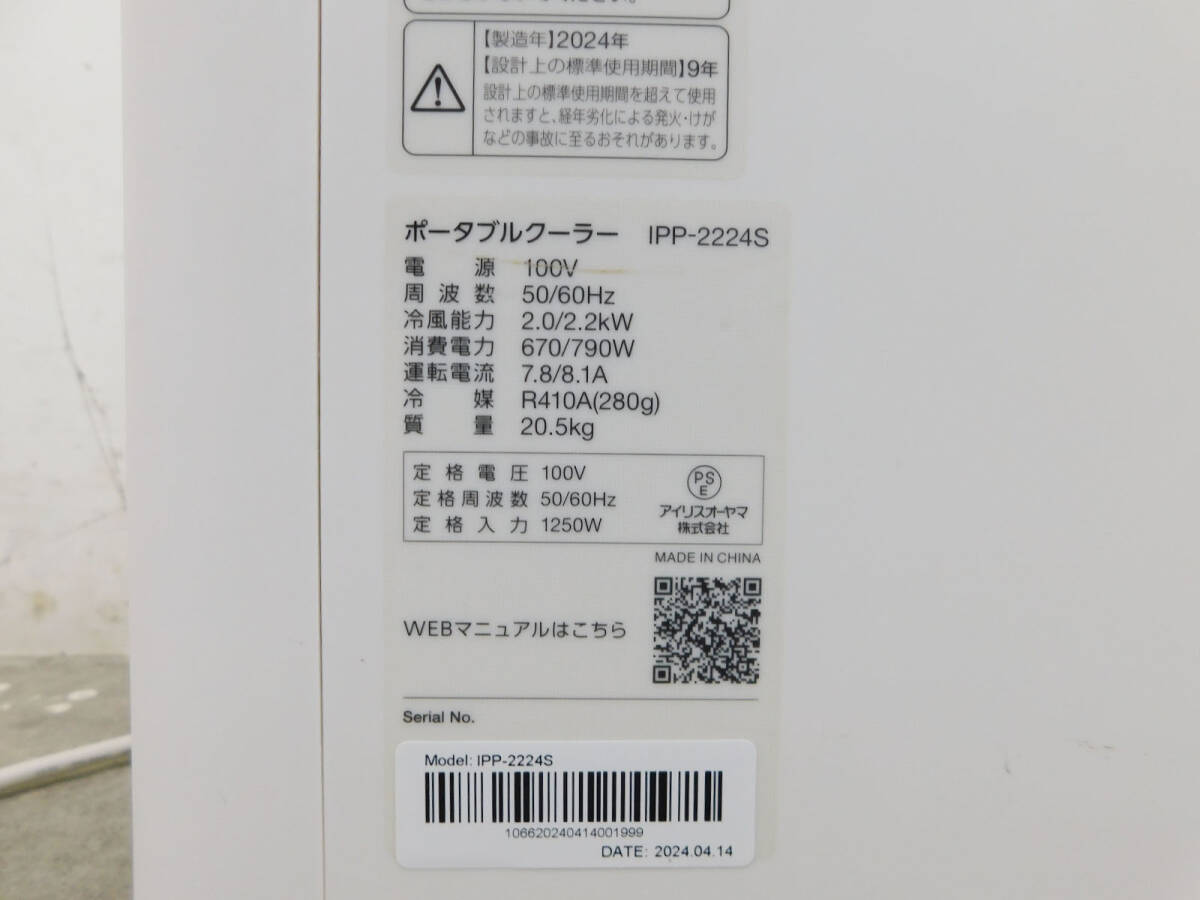 ください。
【製造年】2024年
【設計上の標準使用期間】9年
設計上の標準使用期間を超えて使用
されますと、経年劣化による発火・けが
などの事故に至るおそれがあります。
ポータブルクーラー IPP-2224S
電源 100V
周波数 50/60Hz
冷風能力 2.0/2.2kW
消費電力 670/790W
運転電流 7.8/8.1A
冷媒 R410A(280g)
質量 20.5kg
定格電圧 100V
定格周波数 50/60Hz
定格入力 1250W
PS
E
アイリスオーヤマ
株式会社
MADE IN CHINA
WEBマニュアルはこちら
Serial No.
Model: IPP-2224S
106620240414001999
DATE: 2024.04.14